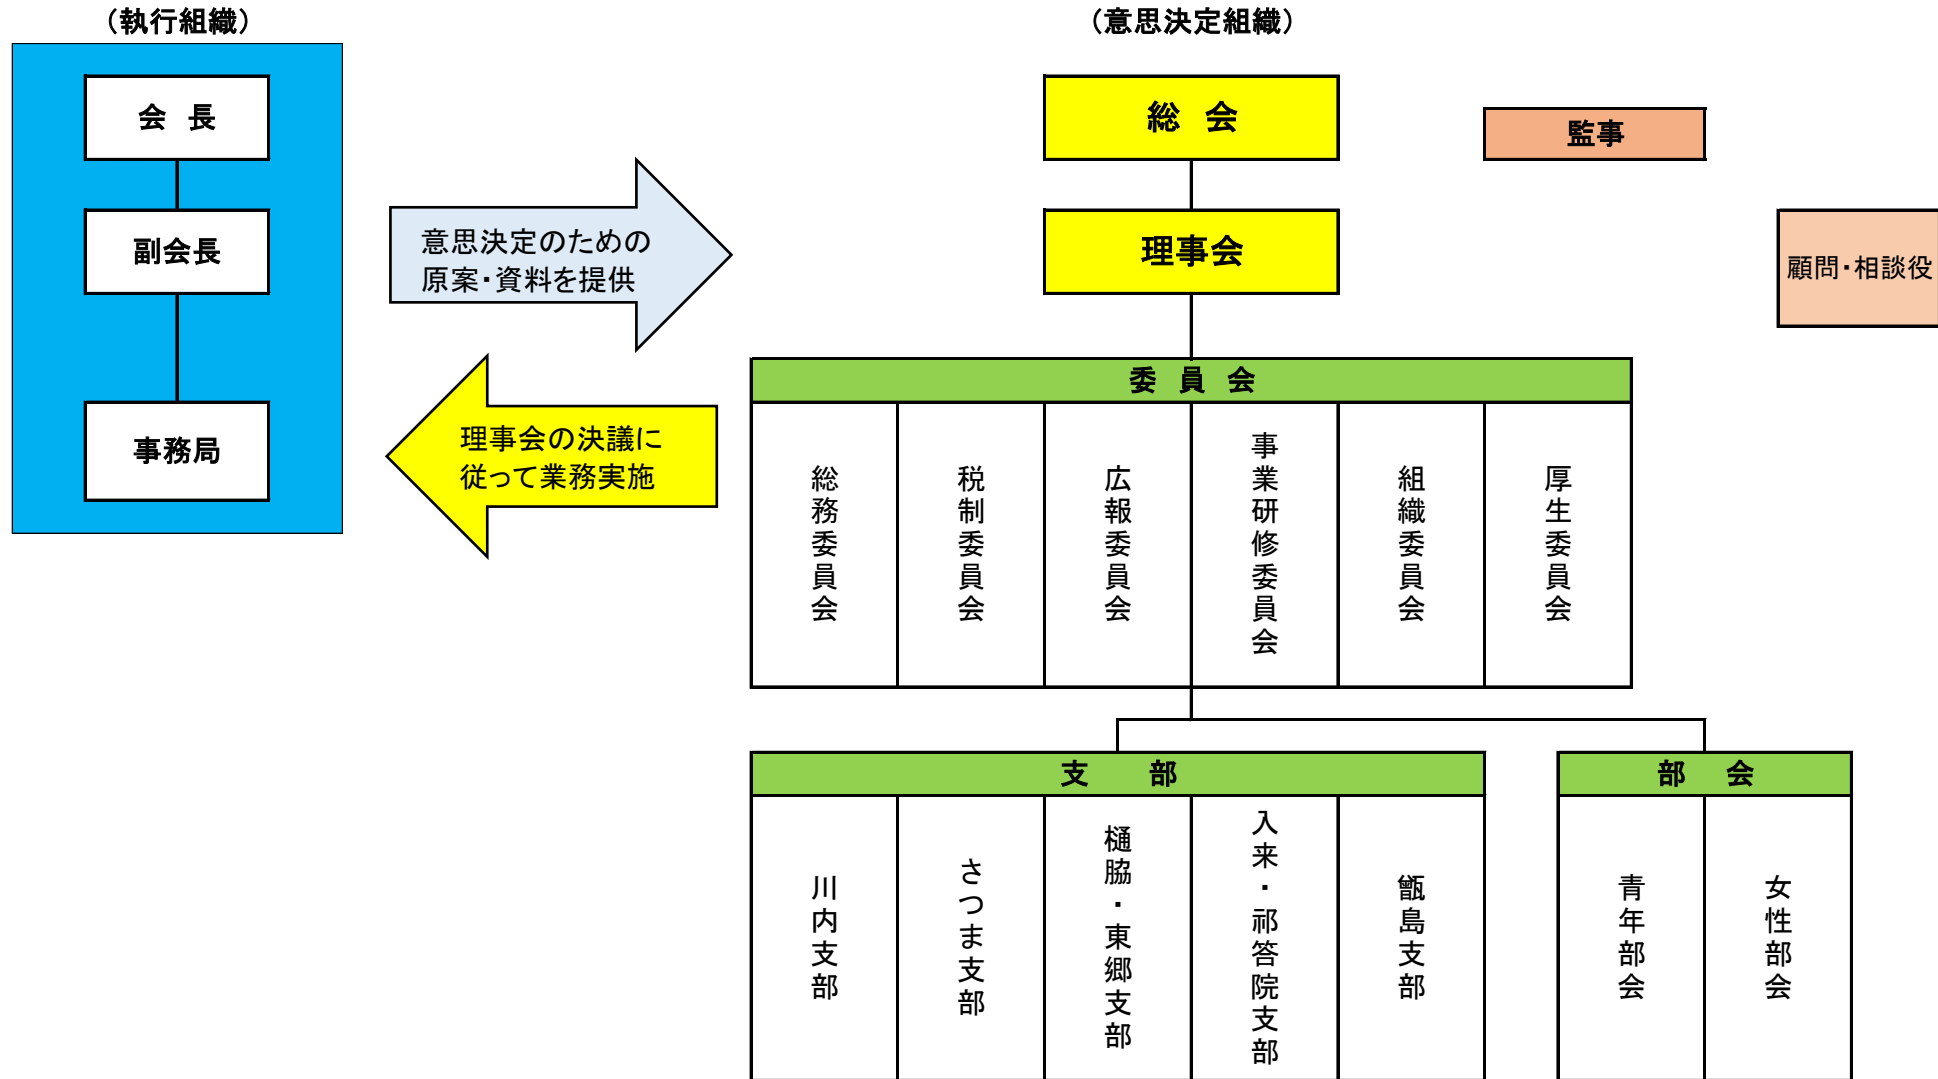 （執行組織）
会 長
副会長
事務局
意思決定のための
原案・資料を提供
理事会の決議に
従って業務実施
（意思決定組織）
総 会
監事
理事会
顧問・相談役
委 員 会
総務委員会
税制委員会
広報委員会
事業研修委員会
組織委員会
厚生委員会
支 部
川内支部
さつま支部
樋脇・東郷支部
入来・祁答院支部
甑島支部
部 会
青年部会
女性部会